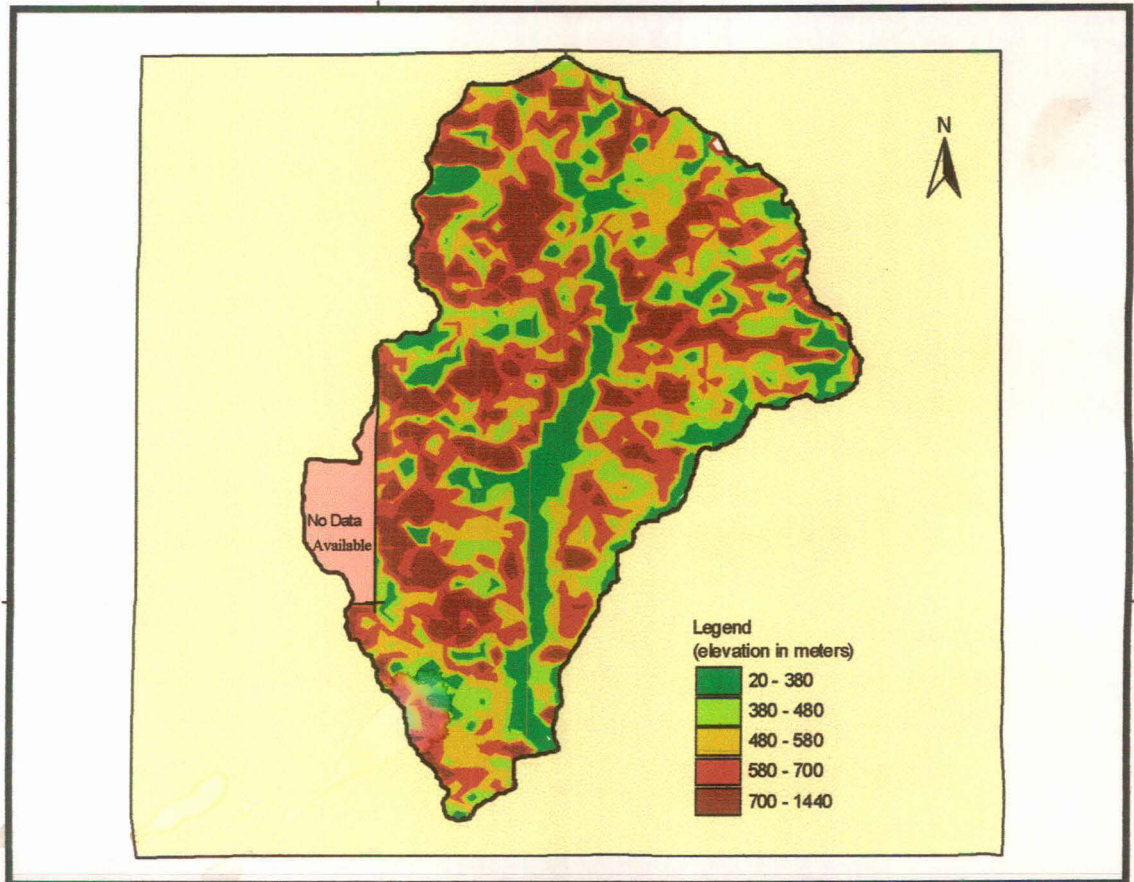 N
No Data
Available
Legend
(elevation in meters)
20 - 380
380 - 480
480 - 580
580 - 700
700 - 1440